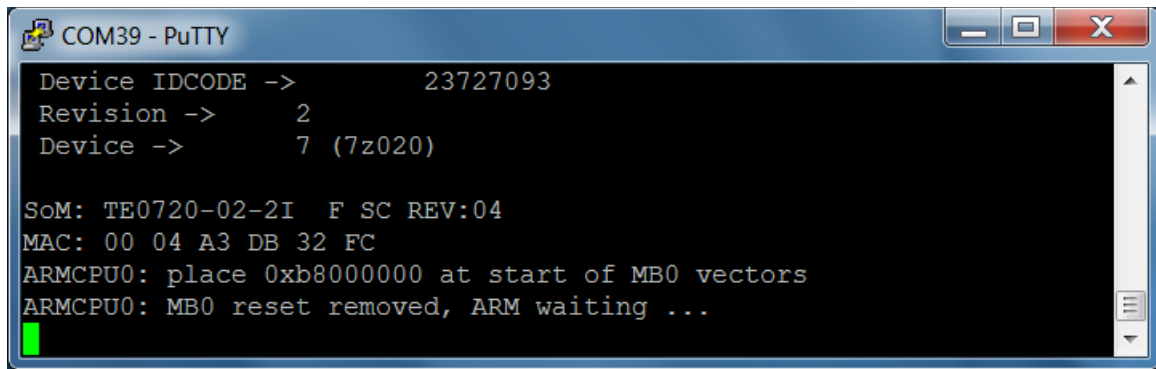 COM39 - PuTTY
Device IDCODE -> 23727093
Revision -> 2
Device -> 7 (7z020)
SoM: TE0720-02-2I F SC REV:04
MAC: 00 04 A3 DB 32 FC
ARMCPU0: place 0xb8000000 at start of MB0 vectors
ARMCPU0: MB0 reset removed, ARM waiting ...